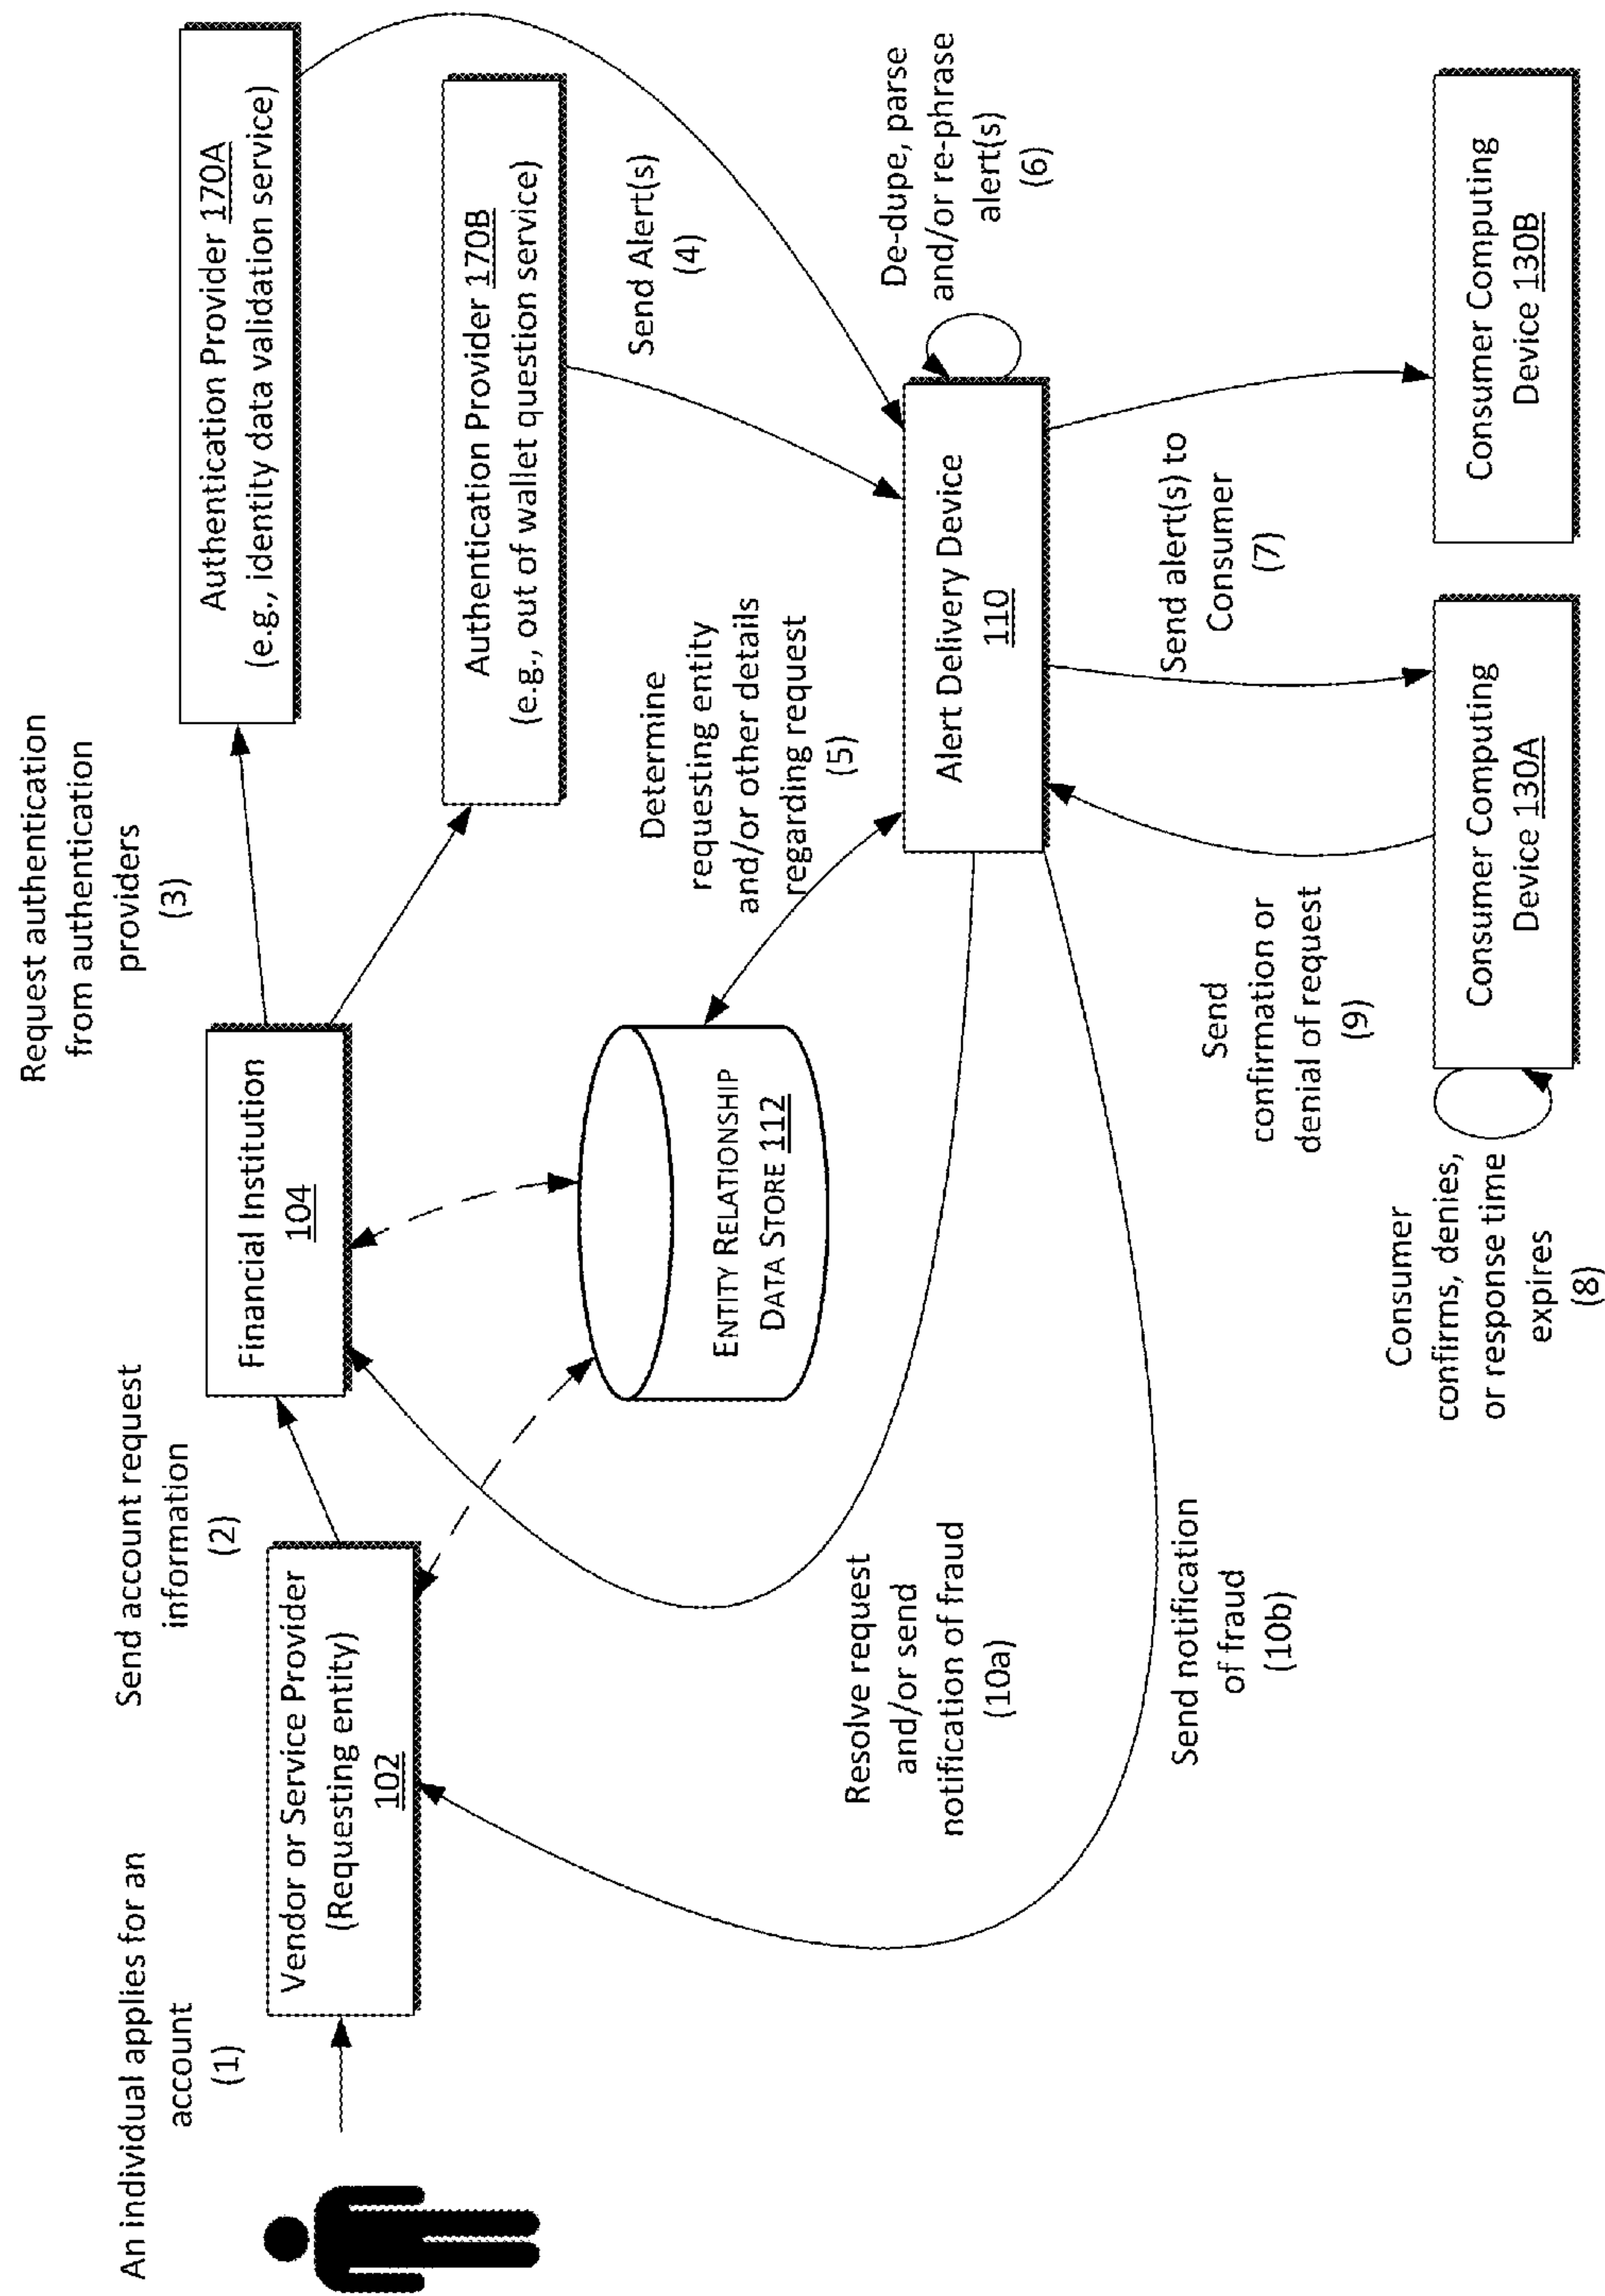 An individual applies for an
account
(1)
Send account request
information
(2)
Request authentication
from authentication
providers
(3)
Vendor or Service Provider
(Requesting entity)
102
Financial Institution
104
Authentication Provider 170A
(e.g., identity data validation service)
Authentication Provider 170B
(e.g., out of wallet question service)
Send Alert(s)
(4)
ENTITY RELATIONSHIP
DATA STORE 112
Determine
requesting entity
and/or other details
regarding request
(5)
Alert Delivery Device
110
De-dupe, parse
and/or re-phrase
alert(s)
(6)
Resolve request
and/or send
notification of fraud
(10a)
Send notification
of fraud
(10b)
Send
confirmation or
denial of request
(9)
Send alert(s) to
Consumer
(7)
Consumer
confirms, denies,
or response time
expires
(8)
Consumer Computing
Device 130A
Consumer Computing
Device 130B